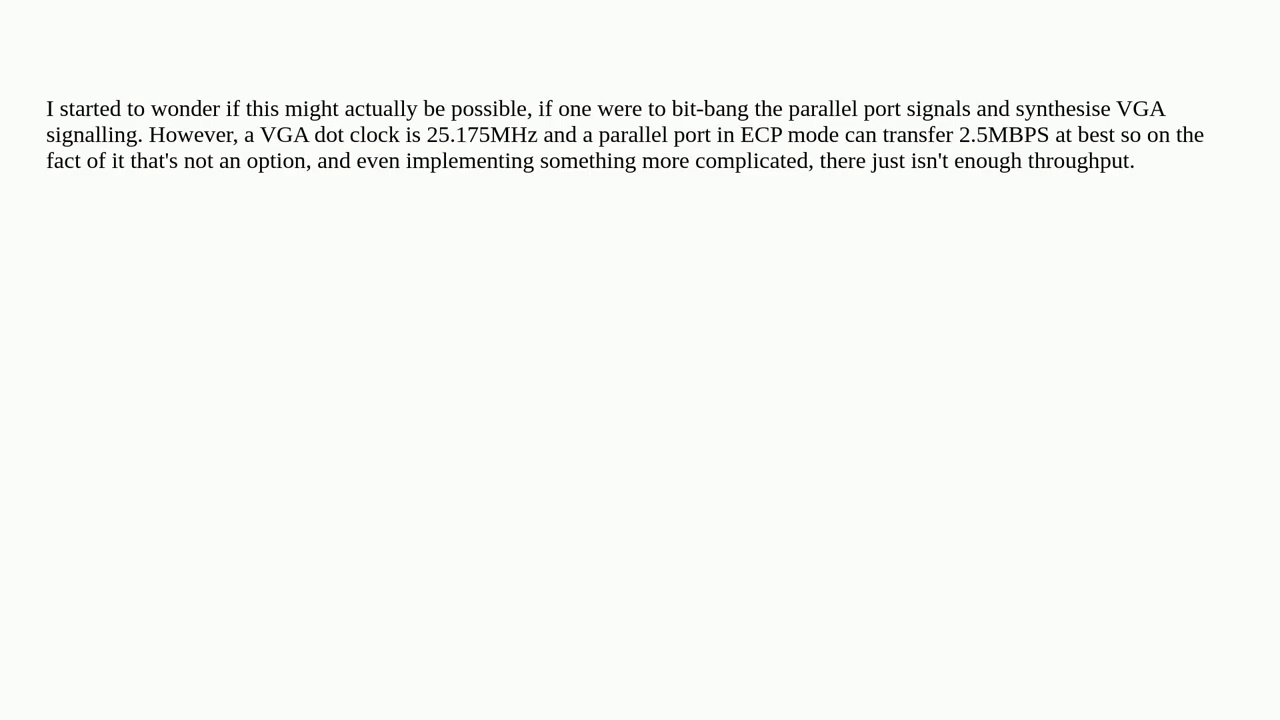 I started to wonder if this might actually be possible, if one were to bit-bang the parallel port signals and synthesise VGA
signalling. However, a VGA dot clock is 25.175MHz and a parallel port in ECP mode can transfer 2.5MBPS at best so on the
fact of it that's not an option, and even implementing something more complicated, there just isn't enough throughput.